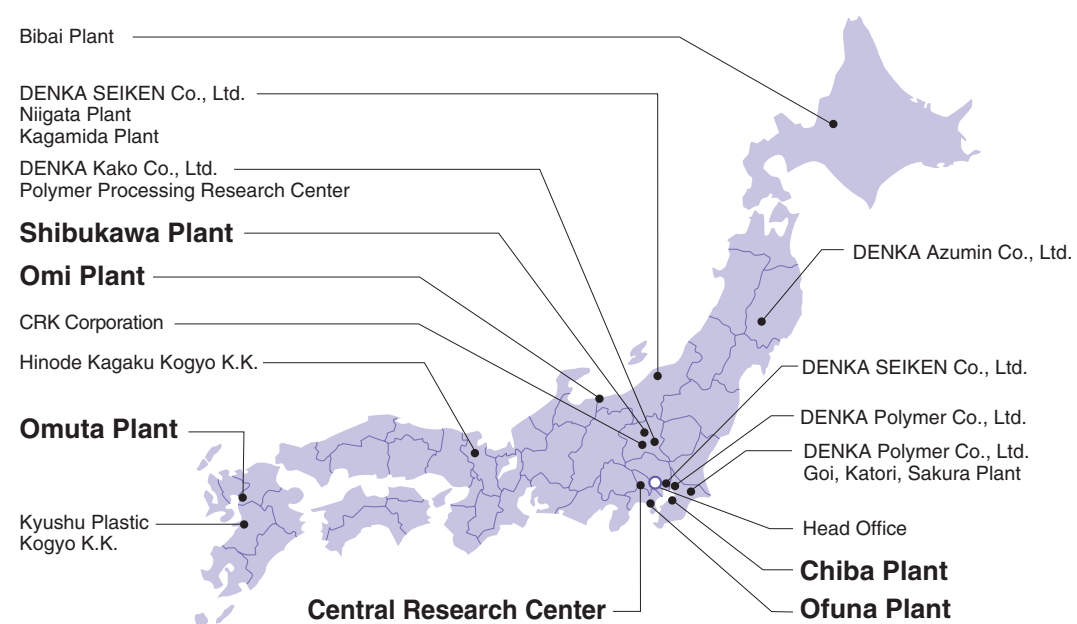 Bibai Plant
DENKA SEIKEN Co., Ltd.
Niigata Plant
Kagamida Plant
DENKA Kako Co., Ltd.
Polymer Processing Research Center
Shibukawa Plant
Omi Plant
CRK Corporation
Hinode Kagaku Kogyo K.K.
Omuta Plant
Kyushu Plastic
Kogyo K.K.
Central Research Center
DENKA Azumin Co., Ltd.
DENKA SEIKEN Co., Ltd.
DENKA Polymer Co., Ltd.
DENKA Polymer Co., Ltd.
Goi, Katori, Sakura Plant
Head Office
Chiba Plant
Ofuna Plant